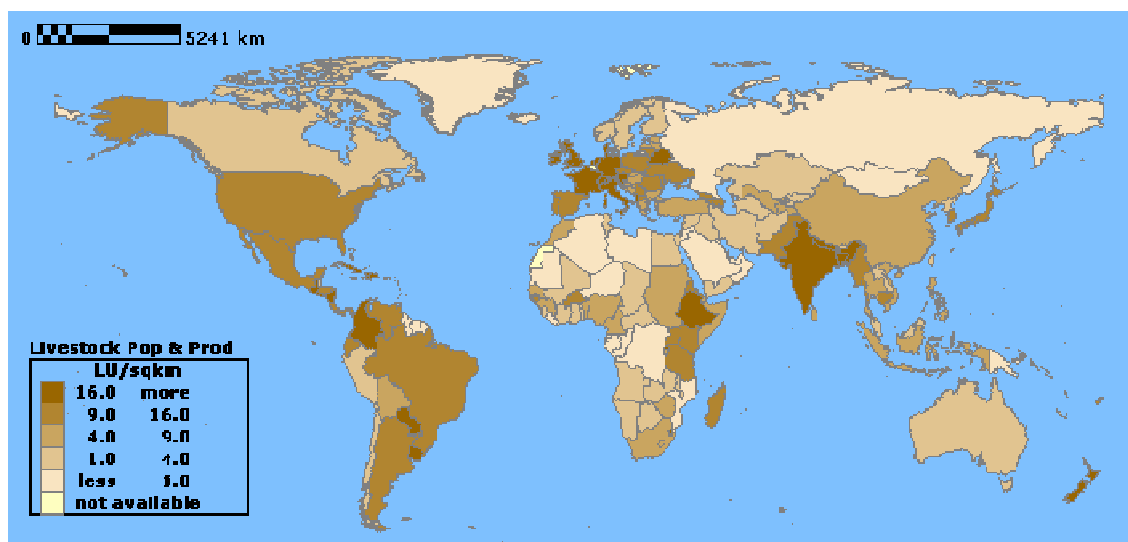 0 5241 km
Livestock Pop & Prod
LU/sqkm
16.0 more
9.0 16.0
4.0 9.0
1.0 4.0
less 1.0
not available